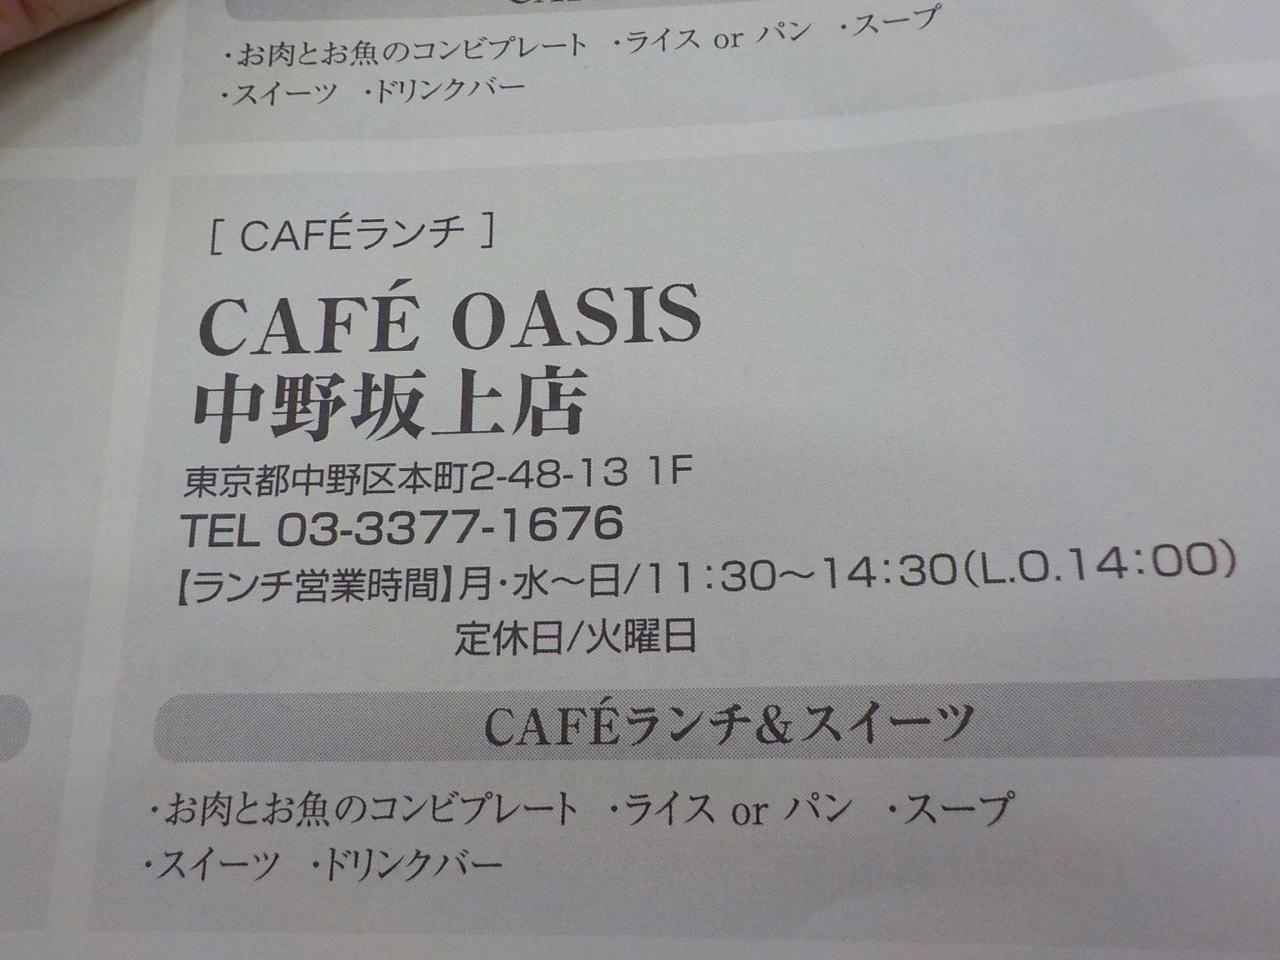 ・お肉とお魚のコンビプレート ・ライス or パン ・スープ
・スイーツ ・ドリンクバー
[ CAFÉランチ ]
CAFÉ OASIS
中野坂上店
東京都中野区本町2-48-13 1F
TEL 03-3377-1676
【ランチ営業時間】月・水〜日/11:30〜14:30(L.O.14:00)
定休日/火曜日
CAFÉランチ&スイーツ
・お肉とお魚のコンビプレート ・ライス or パン ・スープ
・スイーツ ・ドリンクバー